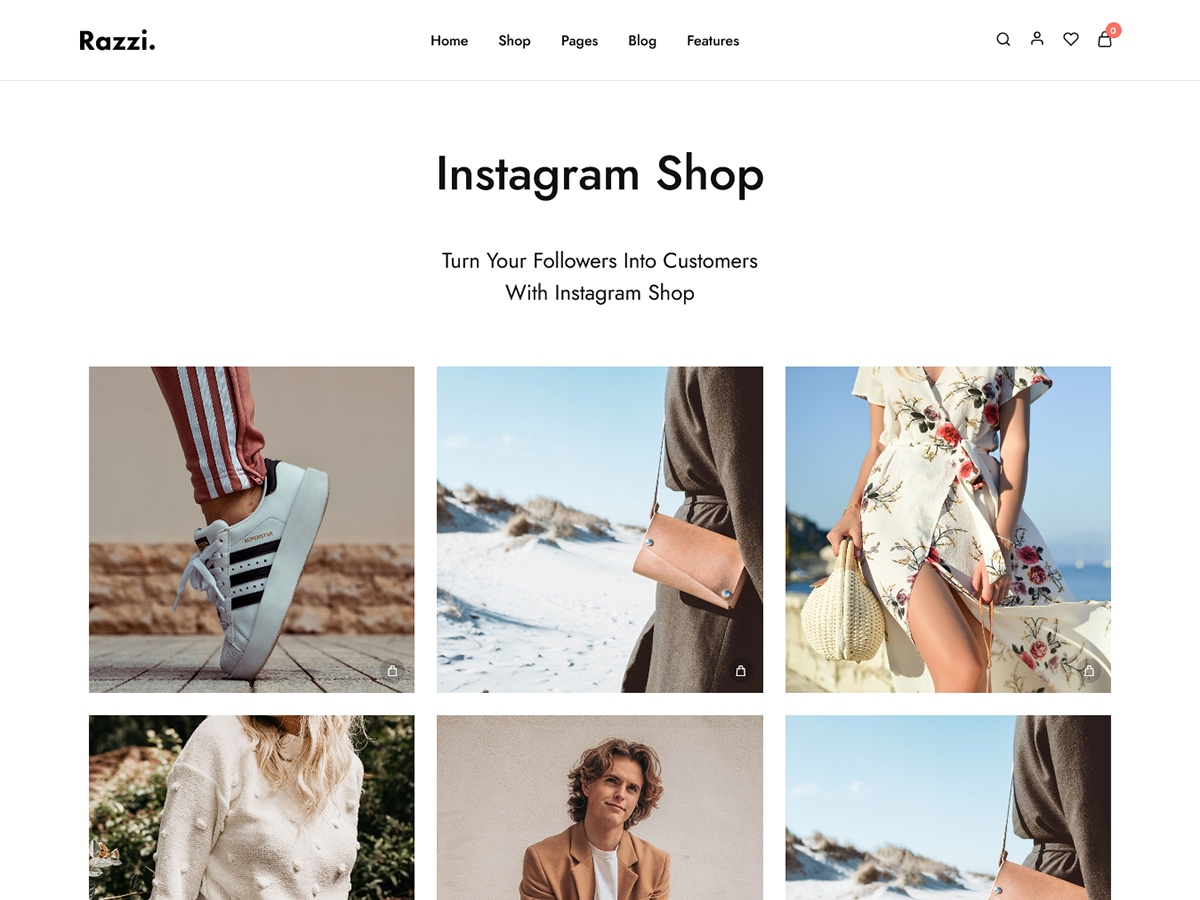 Razzi.
Home Shop Pages Blog Features
0
Instagram Shop
Turn Your Followers Into Customers
With Instagram Shop
SUPERSTAR